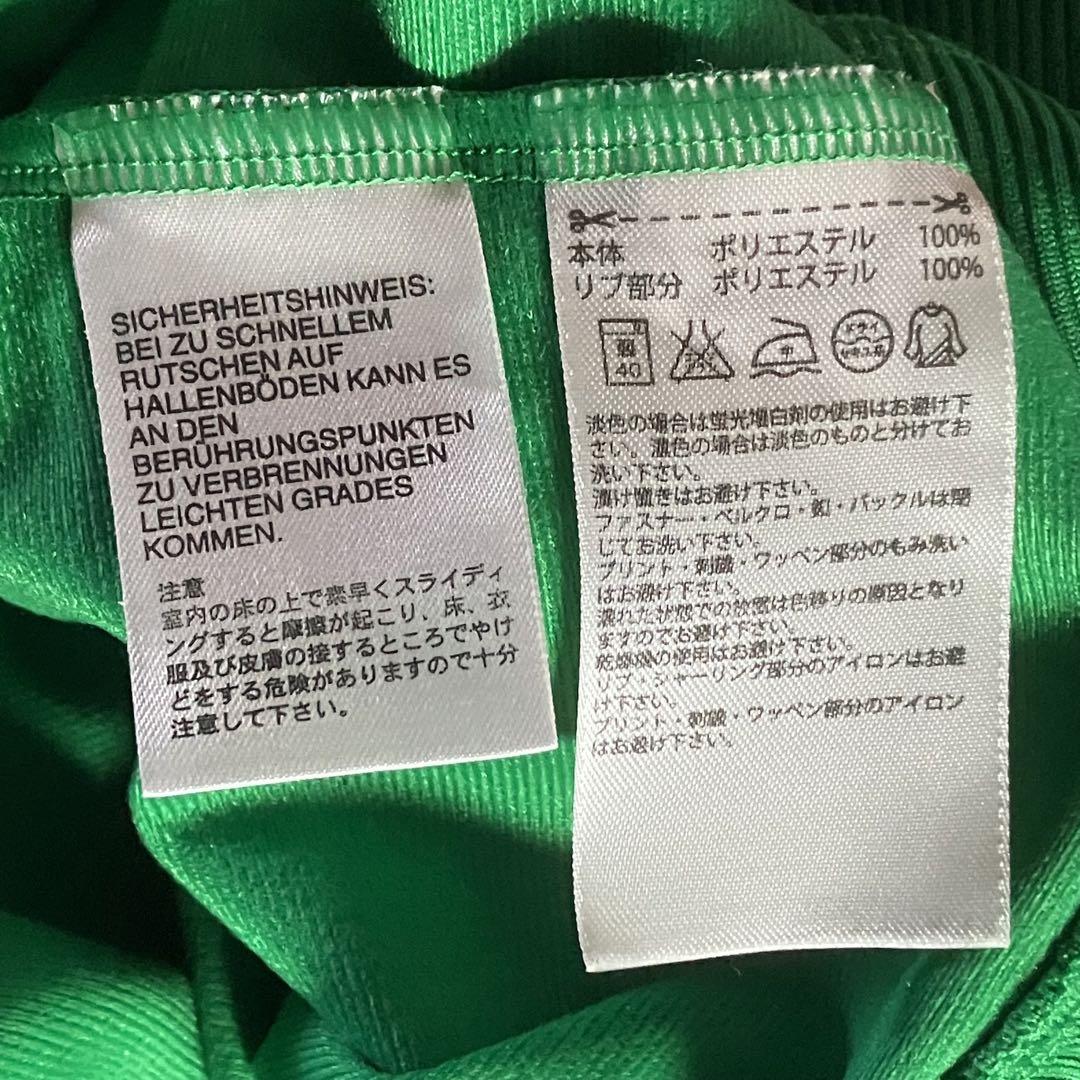 SICHERHEITSHINWEIS:
BEI ZU SCHNELLEM
RUTSCHEN AUF
HALLENBÖDEN KANN ES
AN DEN
BERÜHRUNGSPUNKTEN
ZU VERBRENNUNGEN
LEICHTEN GRADES
KOMMEN.
注意
室内の床の上で素早くスライディ
ングすると摩擦が起こり、床、衣
服及び皮膚の接するところでやけ
どをする危険がありますので十分
注意して下さい。
本体 ポリエステル 100%
リブ部分 ポリエステル 100%
弱 40 中 ドライ
淡色の場合は蛍光増白剤の使用はお避け下
さい。濃色の場合は淡色のものと分けてお
洗い下さい。
漬け置きはお避け下さい。
ファスナー・ベルクロ・釦・バックルは閉
じてお洗い下さい。
プリント・刺繍・ワッペン部分のもみ洗い
はお避け下さい。
濡れた状態での放置は色移りの原因となり
ますのでお避け下さい。
乾燥機の使用はお避け下さい。
リブ・シャーリング部分のアイロンはお避
け下さい。
プリント・刺繍・ワッペン部分のアイロン
はお避け下さい。